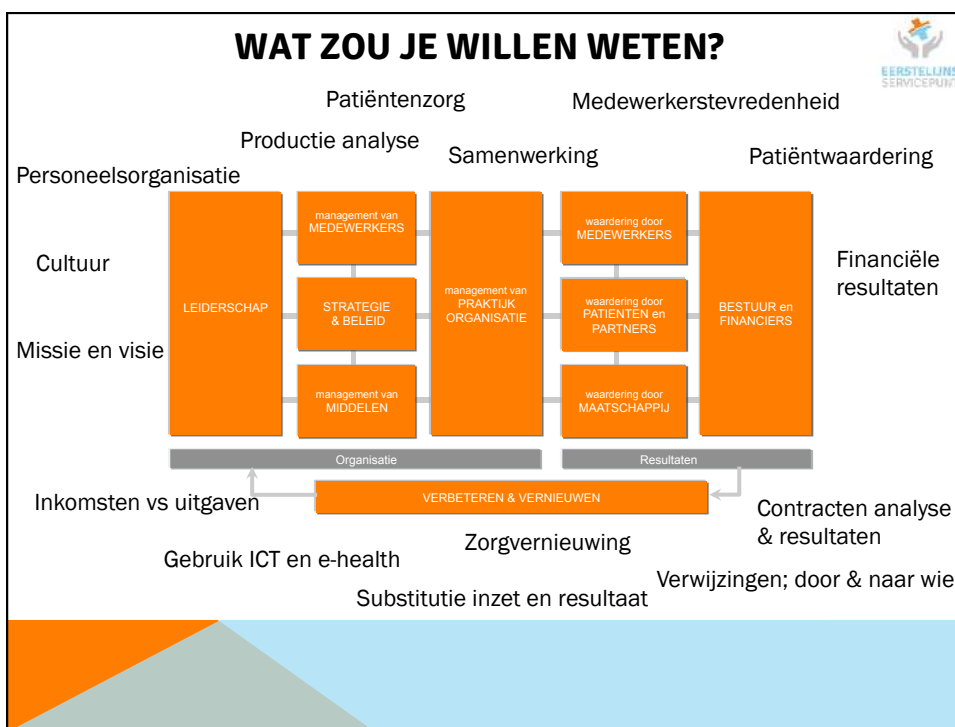 WAT ZOU JE WILLEN WETEN?
EERSTELIJNS
SERVICEPUNT
Patiëntenzorg
Medewerkerstevredenheid
Productie analyse
Samenwerking
Patiëntwaardering
Personeelsorganisatie
Cultuur
Missie en visie
LEIDERSCHAP
management van
MEDEWERKERS
STRATEGIE
& BELEID
management van
MIDDELEN
management van
PRAKTIJK
ORGANISATIE
waardering door
MEDEWERKERS
waardering door
PATIENTEN en
PARTNERS
waardering door
MAATSCHAPPIJ
BESTUUR en
FINANCIERS
Financiële
resultaten
Organisatie
Resultaten
VERBETEREN & VERNIEUWEN
Inkomsten vs uitgaven
Contracten analyse
& resultaten
Zorgvernieuwing
Gebruik ICT en e-health
Verwijzingen; door & naar wie
Substitutie inzet en resultaat